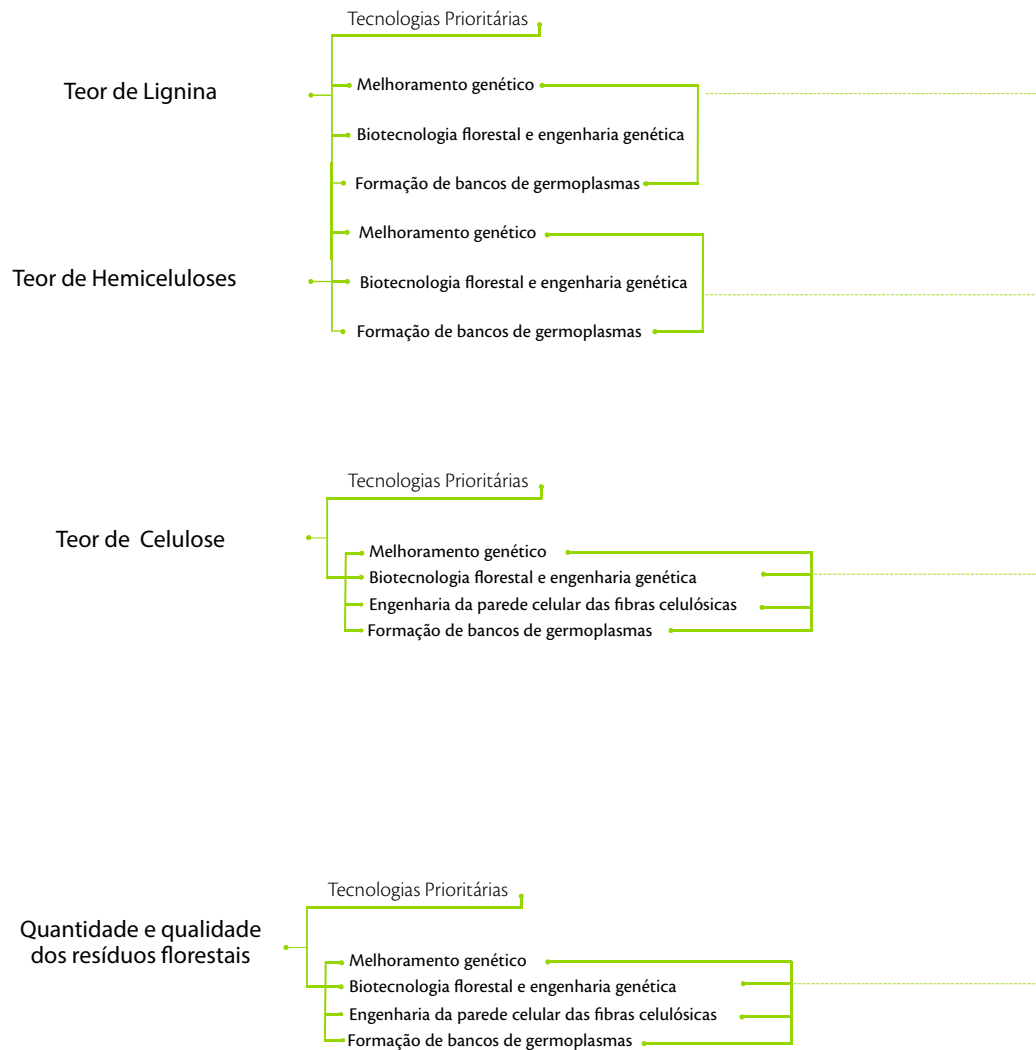 Tecnologias Prioritárias
Teor de Lignina
Melhoramento genético
Biotecnologia florestal e engenharia genética
Formação de bancos de germoplasmas
Teor de Hemiceluloses
Melhoramento genético
Biotecnologia florestal e engenharia genética
Formação de bancos de germoplasmas
Tecnologias Prioritárias
Teor de Celulose
Melhoramento genético
Biotecnologia florestal e engenharia genética
Engenharia da parede celular das fibras celulósicas
Formação de bancos de germoplasmas
Tecnologias Prioritárias
Quantidade e qualidade
dos resíduos florestais
Melhoramento genético
Biotecnologia florestal e engenharia genética
Engenharia da parede celular das fibras celulósicas
Formação de bancos de germoplasmas